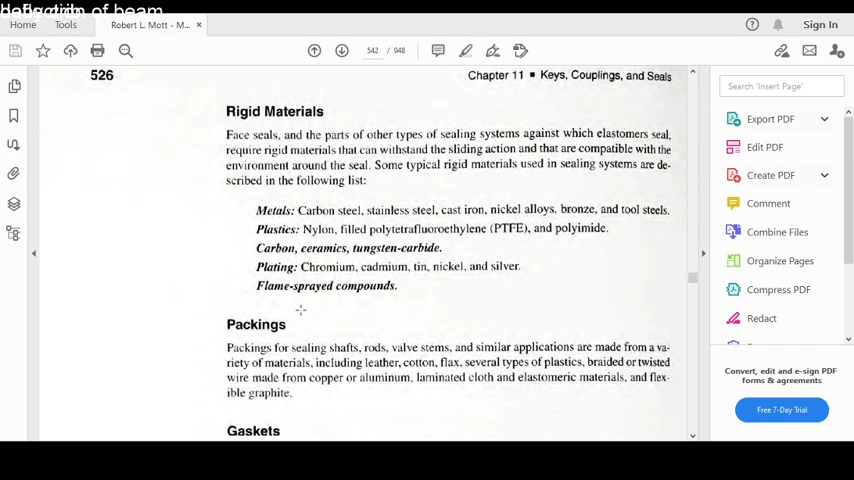 of beam
Home
Tools
Robert L. Mott - M...
×
Sign In
542 / 948
526
Chapter 11 ■ Keys, Couplings, and Seals
Rigid Materials
Face seals, and the parts of other types of sealing systems against which elastomers seal,
require rigid materials that can withstand the sliding action and that are compatible with the
environment around the seal. Some typical rigid materials used in sealing systems are de-
scribed in the following list:
Metals: Carbon steel, stainless steel, cast iron, nickel alloys, bronze, and tool steels.
Plastics: Nylon, filled polytetrafluoroethylene (PTFE), and polyimide.
Carbon, ceramics, tungsten-carbide.
Plating: Chromium, cadmium, tin, nickel, and silver.
Flame-sprayed compounds.
Packings
Packings for sealing shafts, rods, valve stems, and similar applications are made from a va-
riety of materials, including leather, cotton, flax, several types of plastics, braided or twisted
wire made from copper or aluminum, laminated cloth and elastomeric materials, and flex-
ible graphite.
Gaskets
Search 'Insert Page'
Export PDF
Edit PDF
Create PDF
Comment
Combine Files
Organize Pages
Compress PDF
Redact
Convert, edit and e-sign PDF
forms & agreements
Free 7-Day Trial